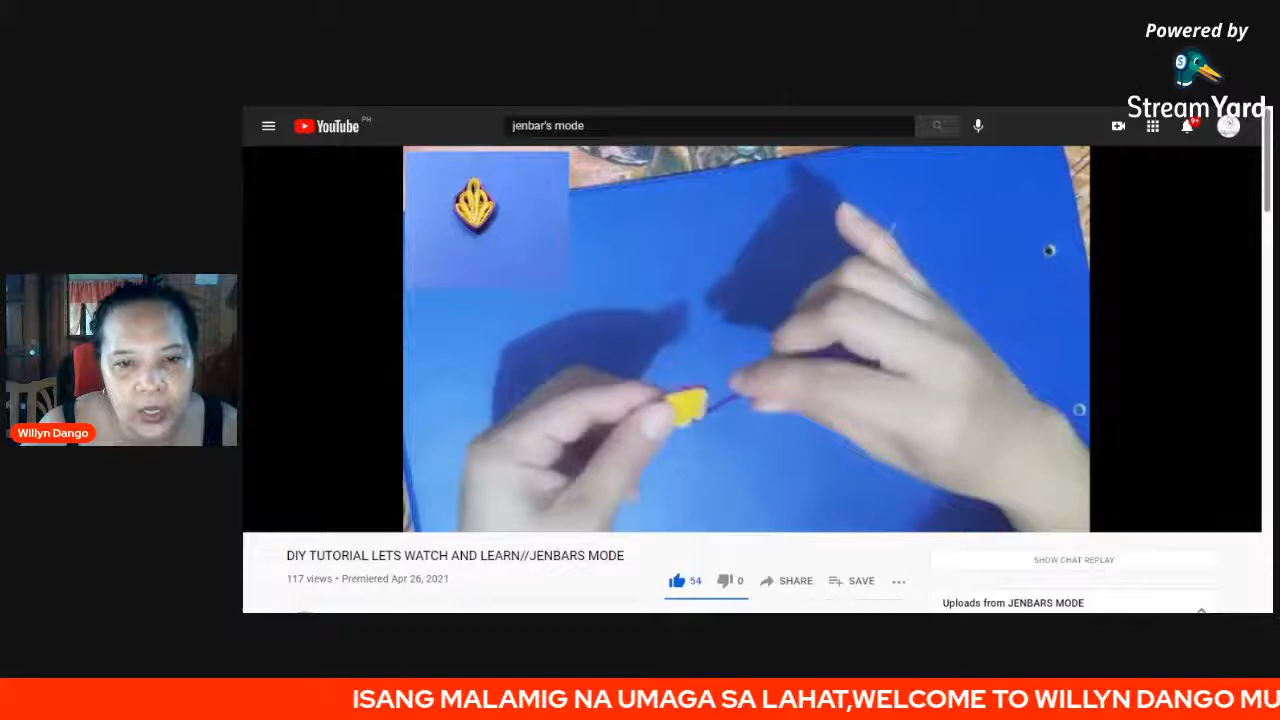 Powered by
StreamYard
YouTube PH
jenbar's mode
9+
Willyn Dango
DIY TUTORIAL LETS WATCH AND LEARN//JENBARS MODE
117 views • Premiered Apr 26, 2021
54
0
SHARE
SAVE
SHOW CHAT REPLAY
Uploads from JENBARS MODE
ISANG MALAMIG NA UMAGA SA LAHAT,WELCOME TO WILLYN DANGO MU